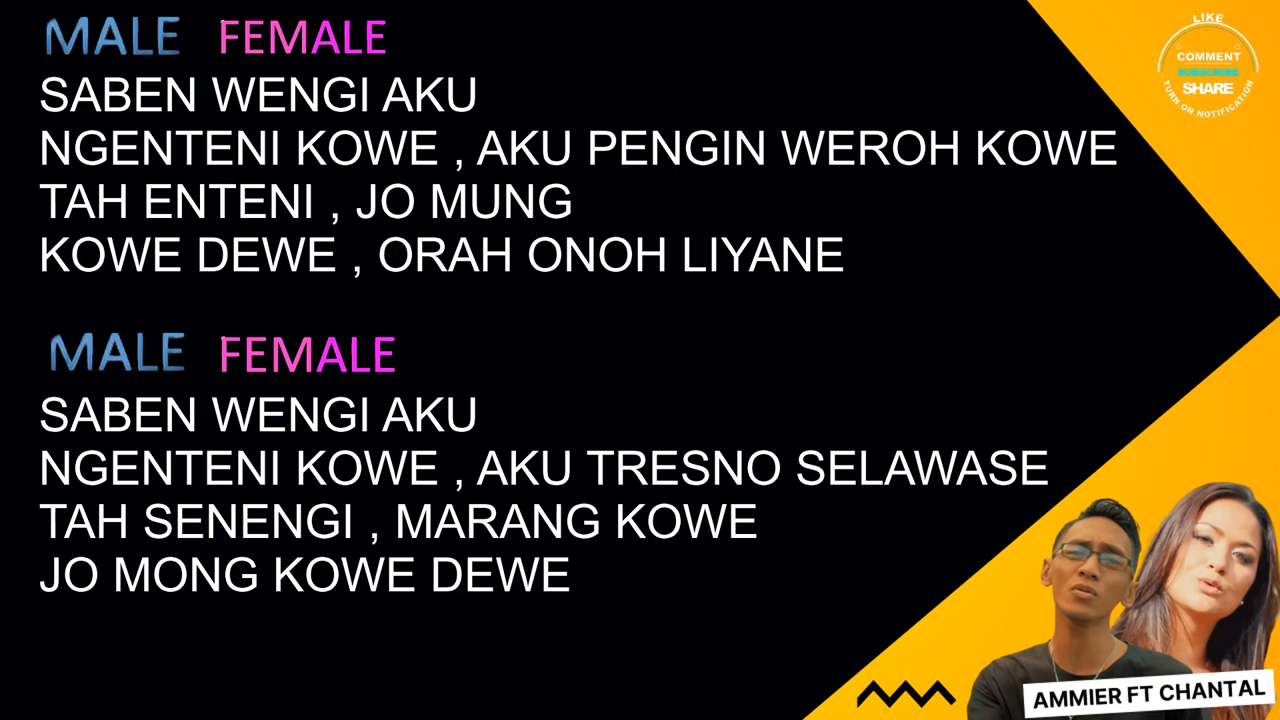 MALE FEMALE
SABEN WENGI AKU
NGENTENI KOWE , AKU PENGIN WEROH KOWE
TAH ENTENI , JO MUNG
KOWE DEWE , ORAH ONOH LIYANE
MALE FEMALE
SABEN WENGI AKU
NGENTENI KOWE , AKU TRESNO SELAWASE
TAH SENENGI , MARANG KOWE
JO MONG KOWE DEWE
LIKE
COMMENT
SUBSCRIBE
SHARE
TURN ON NOTIFICATION
AMMIER FT CHANTAL